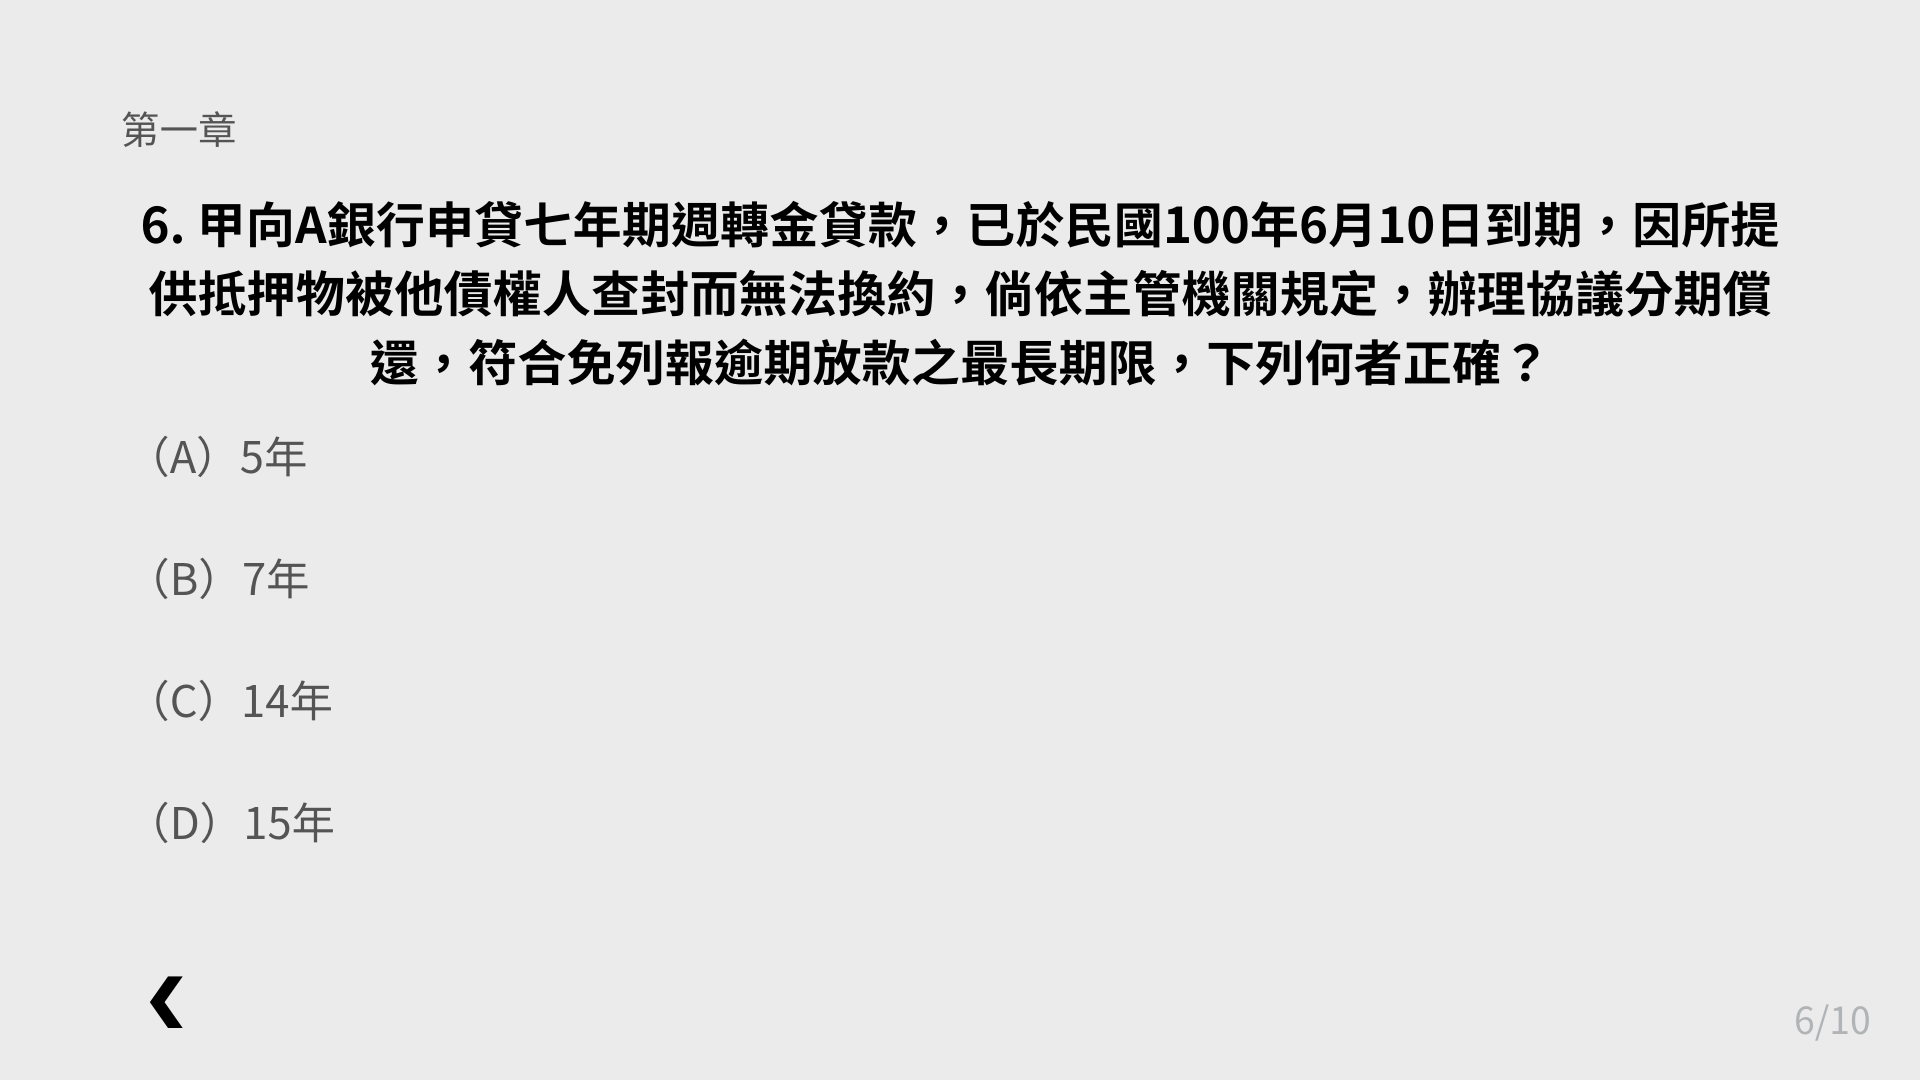 第一章
6. 甲向A銀行申貸七年期週轉金貸款，已於民國100年6月10日到期，因所提
供抵押物被他債權人查封而無法換約，倘依主管機關規定，辦理協議分期償
還，符合免列報逾期放款之最長期限，下列何者正確？
（A）5年
（B）7年
（C）14年
（D）15年
6/10